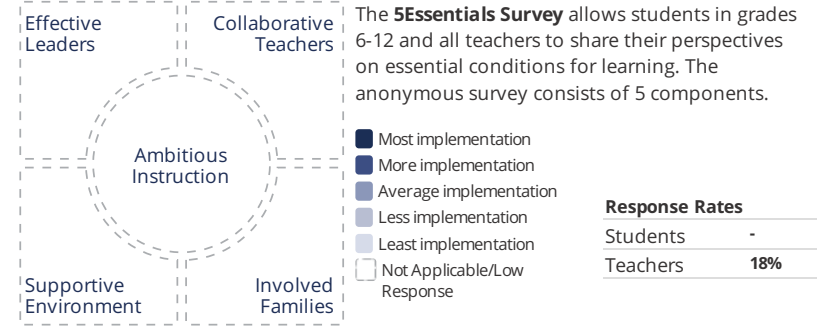 Effective
Leaders
Collaborative
Teachers
Ambitious
Instruction
Supportive
Environment
Involved
Families
The 5Essentials Survey allows students in grades
6-12 and all teachers to share their perspectives
on essential conditions for learning. The
anonymous survey consists of 5 components.
Most implementation
More implementation
Average implementation
Less implementation
Least implementation
Not Applicable/Low
Response
Response Rates
Students -
Teachers 18%